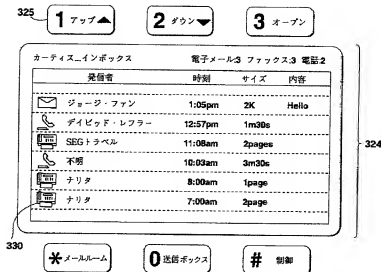 325
1 アップ▲ 2 ダウン▼ 3 オープン
カーティス_インボックス 電子メール:3 ファックス:3 電話:2
発信者 時刻 サイズ 内容
ジョージ・ファン 1:05pm 2K Hello
デイビッド・レフラー 12:57pm 1m30s
SEGトラベル 11:08am 2pages
不明 10:03am 3m30s
ナリタ 8:00am 1page
ナリタ 7:00am 2page
324
330
* メールルーム 0 送信ボックス # 制御